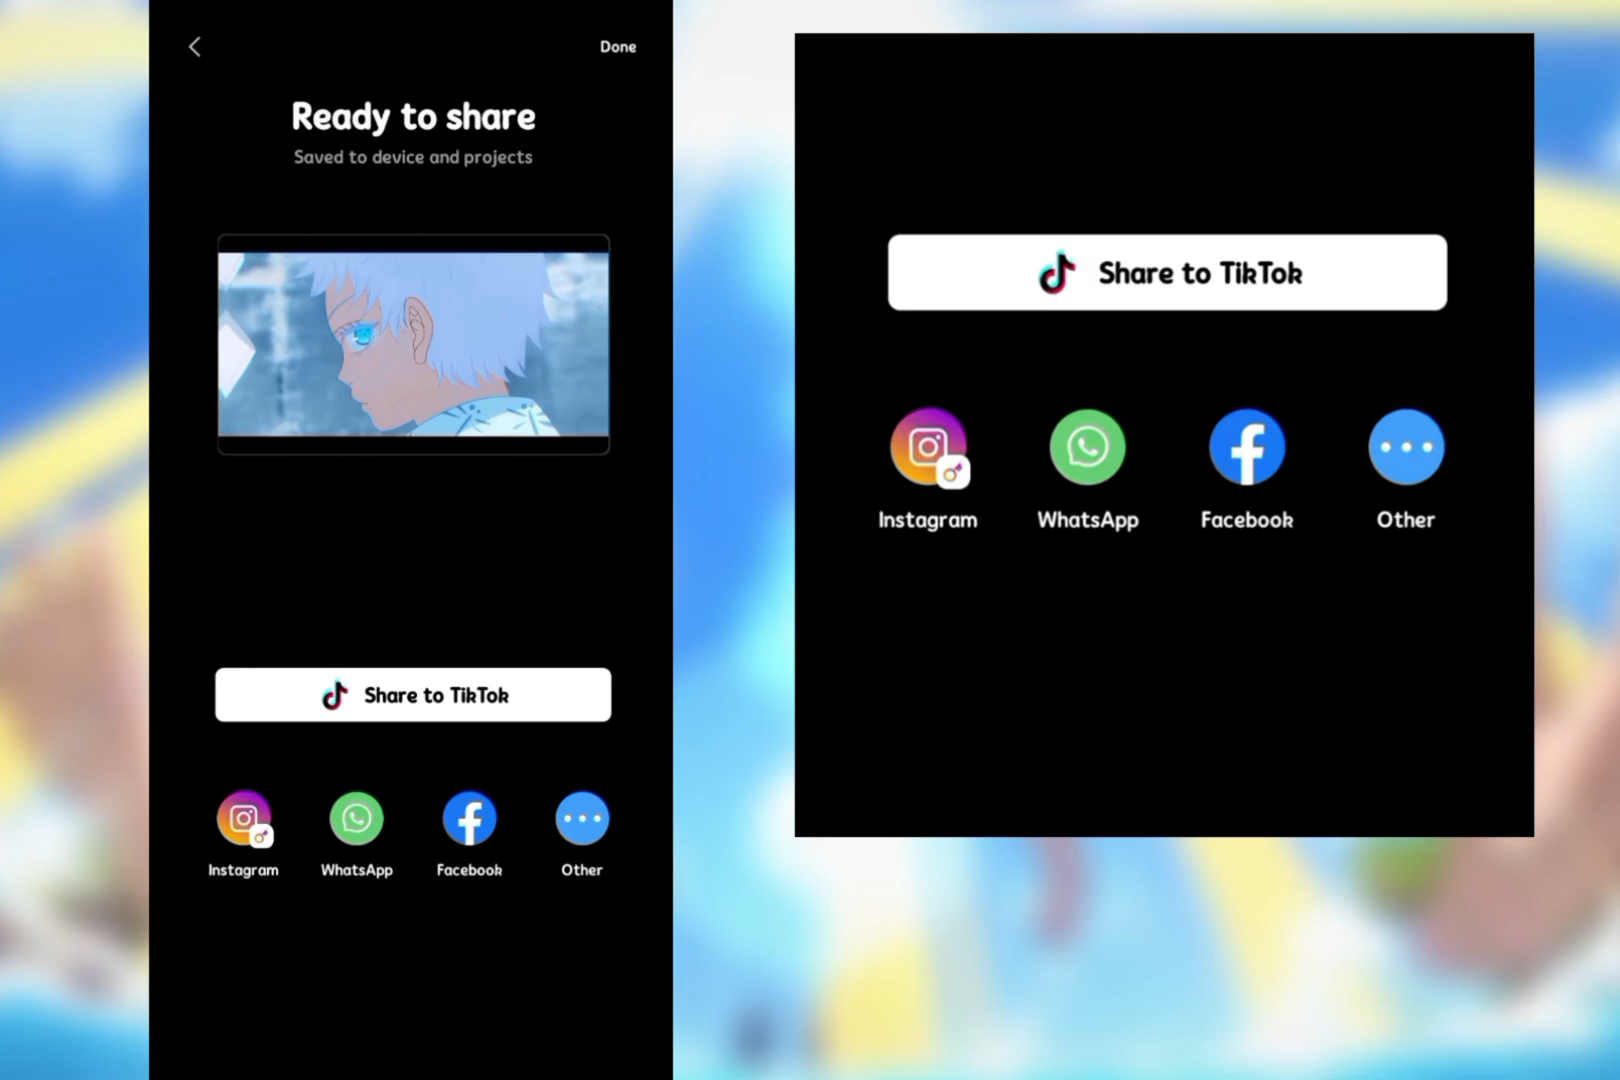 Done
Ready to share
Saved to device and projects
Share to TikTok
Instagram
WhatsApp
Facebook
Other
Share to TikTok
Instagram
WhatsApp
Facebook
Other